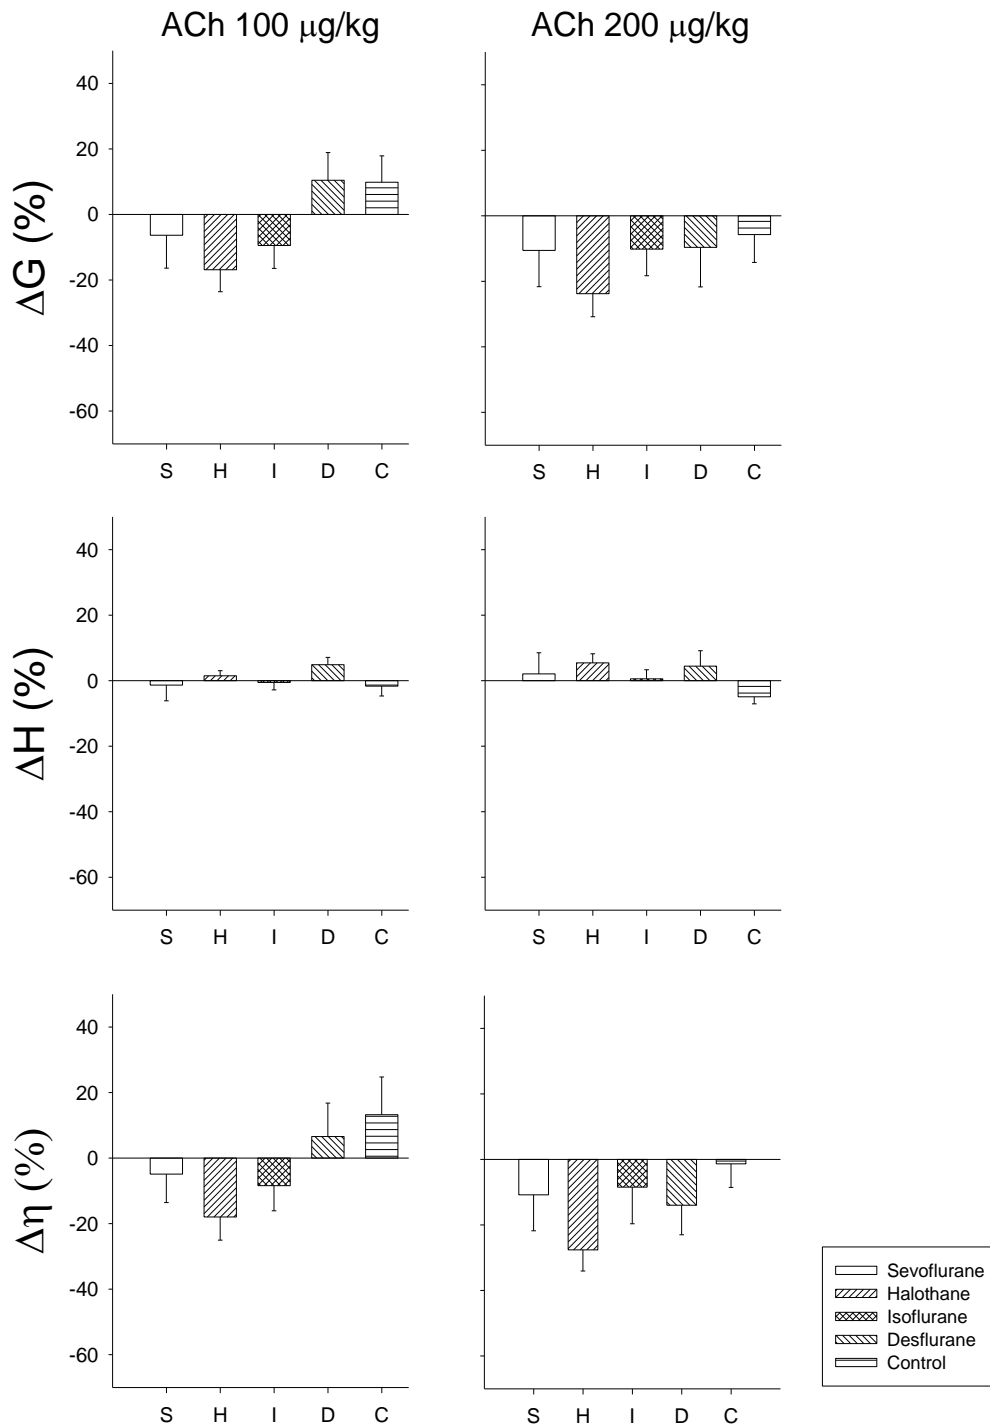 ACh 100 μg/kg
ACh 200 μg/kg
ΔG (%)
40
20
0
-20
-40
-60
S H I D C
S H I D C
ΔH (%)
40
20
0
-20
-40
-60
S H I D C
S H I D C
Δη (%)
40
20
0
-20
-40
-60
S H I D C
S H I D C
Sevoflurane
Halothane
Isoflurane
Desflurane
Control